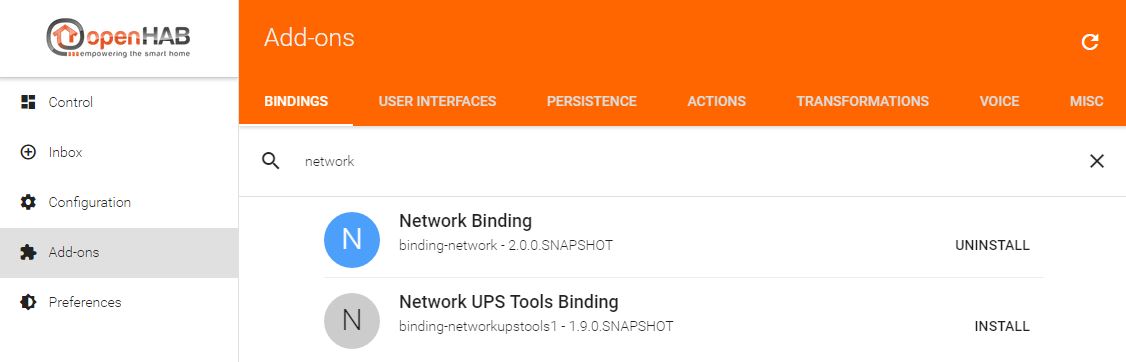 openHAB
empowering the smart home
Control
Inbox
Configuration
Add-ons
Preferences
Add-ons
BINDINGS USER INTERFACES PERSISTENCE ACTIONS TRANSFORMATIONS VOICE MISC
network
N
Network Binding
binding-network - 2.0.0.SNAPSHOT
UNINSTALL
N
Network UPS Tools Binding
binding-networkupstools1 - 1.9.0.SNAPSHOT
INSTALL